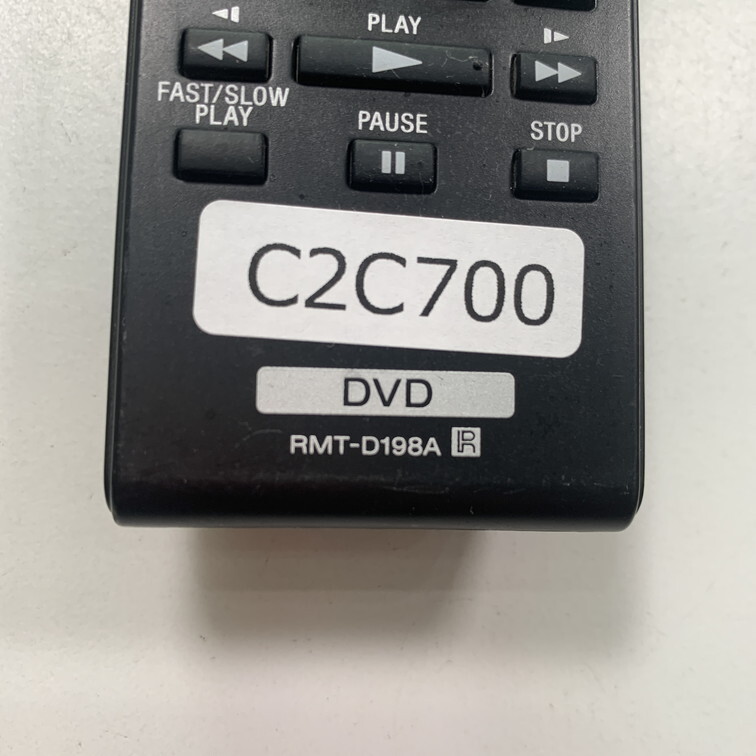 PLAY
FAST/SLOW
PLAY
PAUSE
STOP
C2C700
DVD
RMT-D198A R